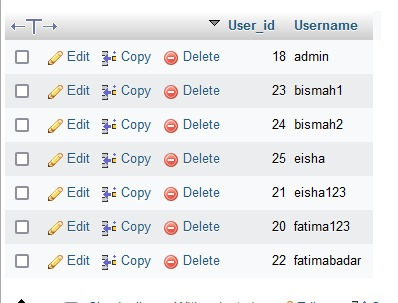 User_id Username
Edit Copy Delete 18 admin
Edit Copy Delete 23 bismah1
Edit Copy Delete 24 bismah2
Edit Copy Delete 25 eisha
Edit Copy Delete 21 eisha123
Edit Copy Delete 20 fatima123
Edit Copy Delete 22 fatimabadar